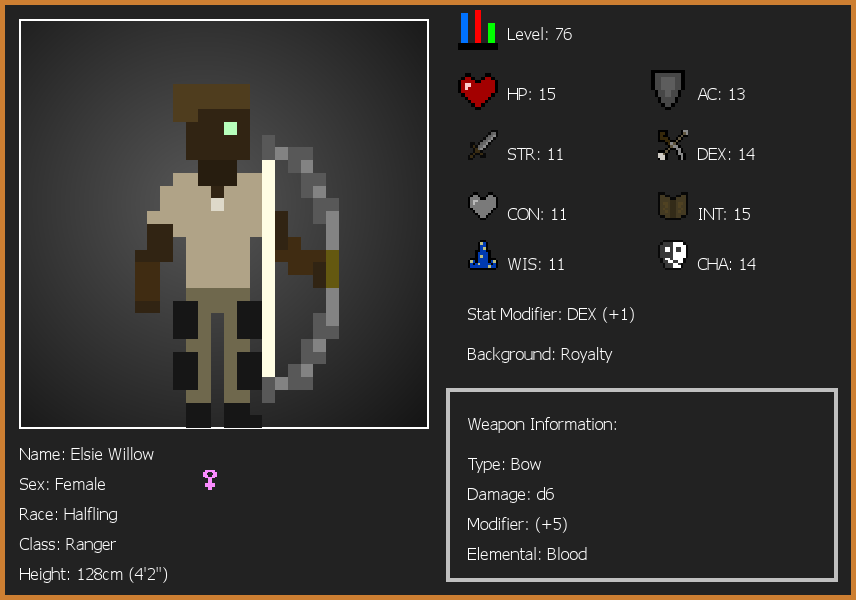 Level: 76
HP: 15
AC: 13
STR: 11
DEX: 14
CON: 11
INT: 15
WIS: 11
CHA: 14
Stat Modifier: DEX (+1)
Background: Royalty
Weapon Information:
Type: Bow
Damage: d6
Modifier: (+5)
Elemental: Blood
Name: Elsie Willow
Sex: Female
Race: Halfling
Class: Ranger
Height: 128cm (4'2")